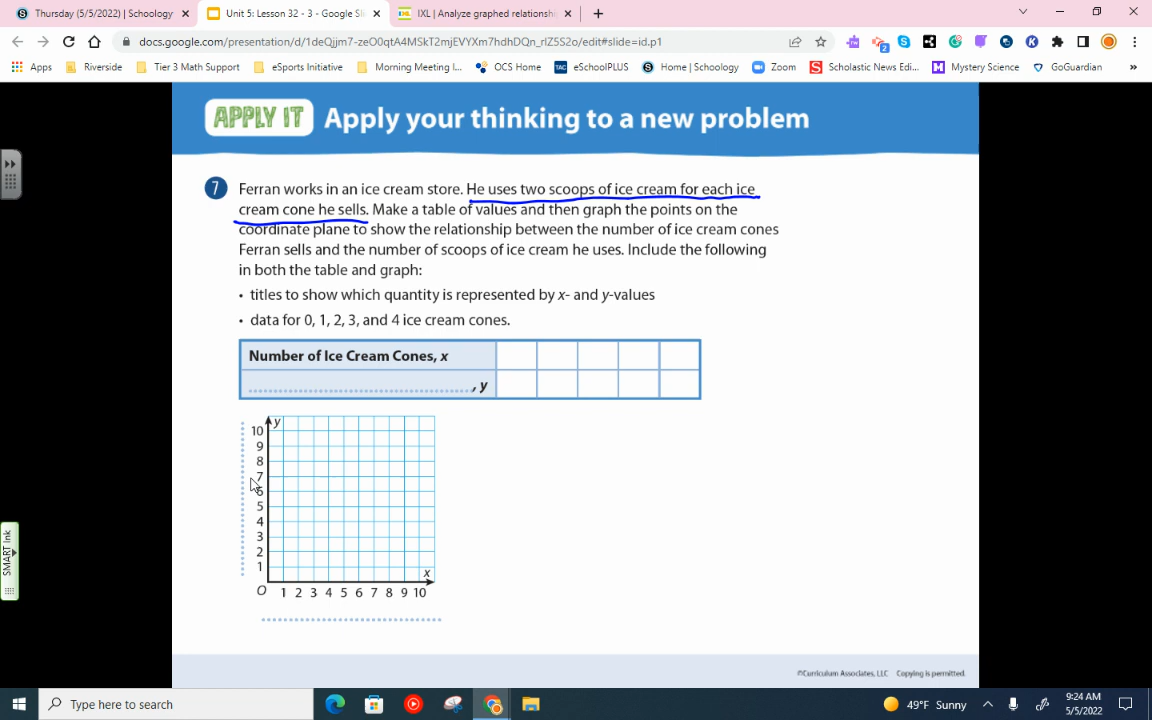 Thursday (5/5/2022) | Schoology
Unit 5: Lesson 32 - 3 - Google Sli
IXL | Analyze graphed relationshi
docs.google.com/presentation/d/1deQjjm7-zeO0qtA4MSkT2mjEVYXm7hdhDQn_rIZ5S2o/edit#slide=id.p1
2
Apps
Riverside
Tier 3 Math Support
eSports Initiative
Morning Meeting I...
OCS Home
TAC
eSchoolPLUS
Home | Schoology
Zoom
Scholastic News Edi...
Mystery Science
GoGuardian
»
APPLY IT Apply your thinking to a new problem
7 Ferran works in an ice cream store. He uses two scoops of ice cream for each ice
cream cone he sells. Make a table of values and then graph the points on the
coordinate plane to show the relationship between the number of ice cream cones
Ferran sells and the number of scoops of ice cream he uses. Include the following
in both the table and graph:
• titles to show which quantity is represented by x- and y-values
• data for 0, 1, 2, 3, and 4 ice cream cones.
Number of Ice Cream Cones, x
, y
y
10
9
8
7
6
5
4
3
2
1
x
O 1 2 3 4 5 6 7 8 9 10
SMART Ink
©Curriculum Associates, LLC Copying is permitted.
Type here to search
49°F Sunny
9:24 AM
5/5/2022